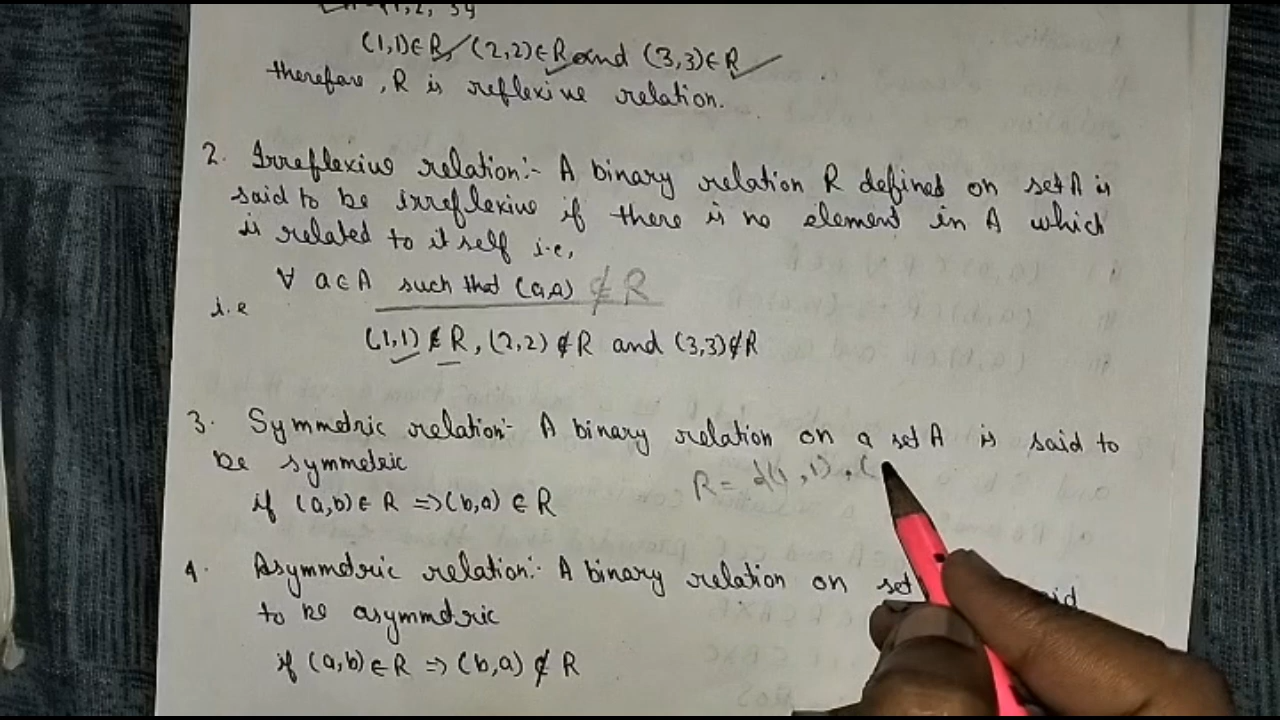 (1,1)∈R, (2,2)∈R and (3,3)∈R
therefore, R is reflexive relation.
2. Irreflexive relation:- A binary relation R defined on set A is
said to be irreflexive if there is no element in A which
is related to itself i.e,
∀ a∈A such that (a,a) ∉ R
i.e
(1,1) ∉ R, (2,2) ∉ R and (3,3) ∉ R
3. Symmetric relation:- A binary relation on a set A is said to
be symmetric
R = {(1,1), (
if (a,b) ∈ R => (b,a) ∈ R
4. Asymmetric relation:- A binary relation on set
to be asymmetric
if (a,b) ∈ R => (b,a) ∉ R